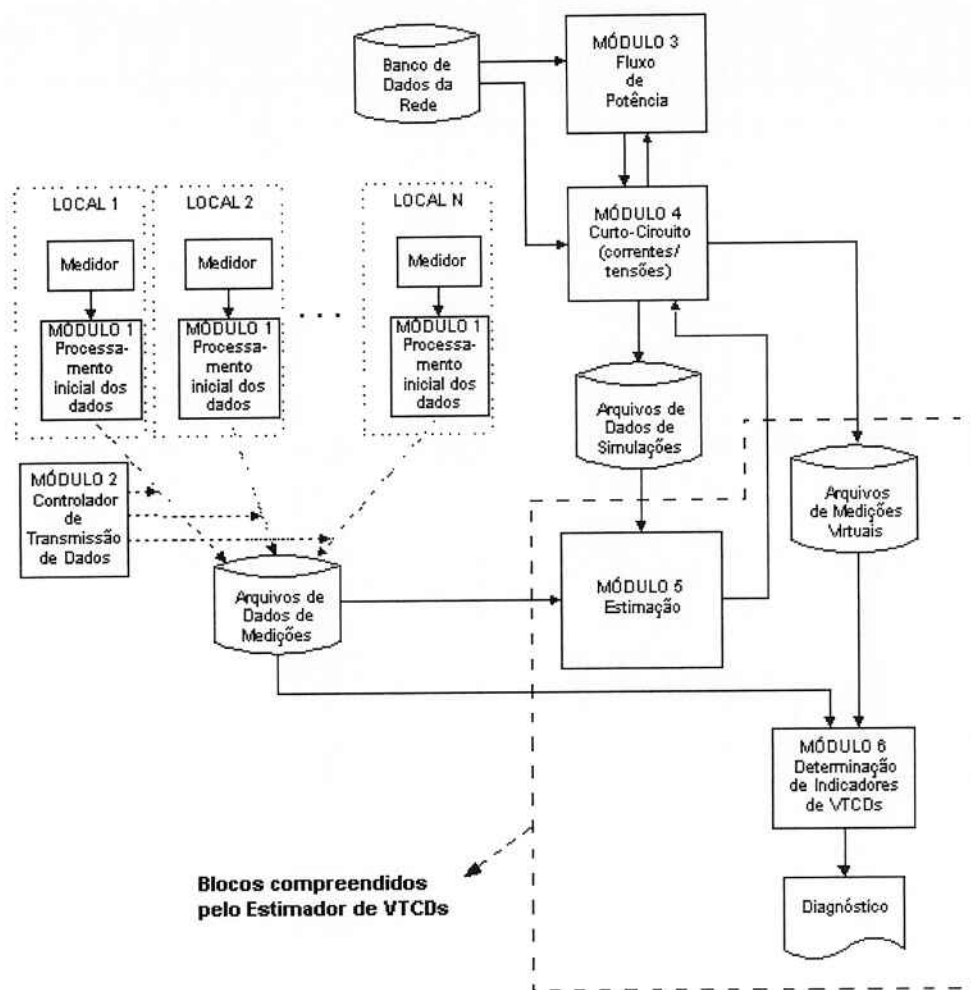 Banco de
Dados da
Rede
MÓDULO 3
Fluxo
de
Potência
LOCAL 1
LOCAL 2
LOCAL N
MÓDULO 4
Curto-Circuito
(correntes/
tensões)
Medidor
Medidor
Medidor
. . .
MÓDULO 1
Processa-
mento
inicial dos
dados
MÓDULO 1
Processa-
mento
inicial dos
dados
MÓDULO 1
Processa-
mento
inicial dos
dados
Arquivos de
Dados de
Simulações
MÓDULO 2
Controlador
de
Transmissão
de Dados
Arquivos
de Medições
Virtuais
Arquivos de
Dados de
Medições
MÓDULO 5
Estimação
MÓDULO 6
Determinação
de Indicadores
de VTCDs
Blocos compreendidos
pelo Estimador de VTCDs
Diagnóstico